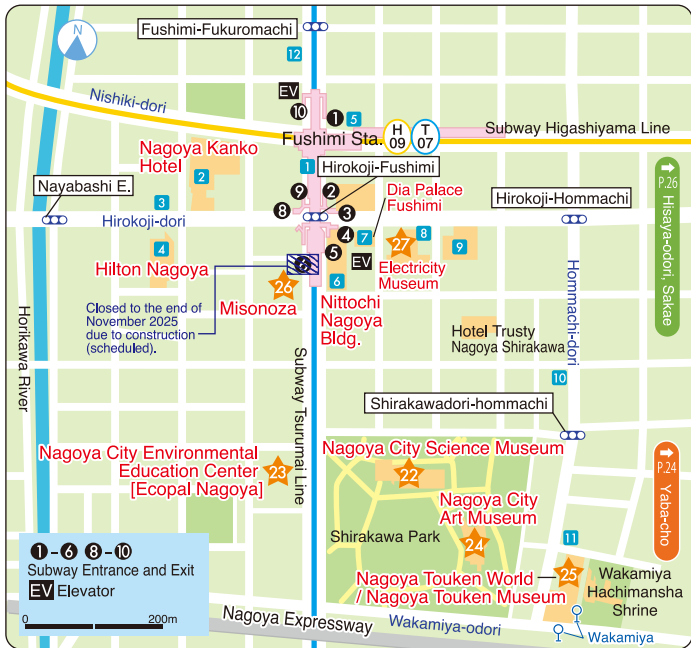 N
Fushimi-Fukuromachi
12
Nishiki-dori
EV
10
1
5
Fushimi Sta.
H
09
T
07
Subway Higashiyama Line
Nagoya Kanko
Hotel
2
1
Hirokoji-Fushimi
P.26
Hisaya-odori, Sakae
Nayabashi E.
3
9
2
Dia Palace
Fushimi
Hirokoji-Hommachi
Hirokoji-dori
8
3
4
4
7
27
8
9
5
EV
Hilton Nagoya
6
6
Electricity
Museum
26
Misonoza
Nittochi
Nagoya
Bldg.
Closed to the end of
November 2025
due to construction
(scheduled).
Hommachi-dori
Horikawa River
Hotel Trusty
Nagoya Shirakawa
Subway Tsurumai Line
10
Shirakawadori-hommachi
Nagoya City Environmental
Education Center
[Ecopal Nagoya]
23
Nagoya City Science Museum
22
P.24
Yaba-cho
Nagoya City
Art Museum
24
Shirakawa Park
11
Nagoya Touken World
/ Nagoya Touken Museum
25
Wakamiya
Hachimansha
Shrine
1-6 8-10
Subway Entrance and Exit
EV Elevator
0 200m
Nagoya Expressway
Wakamiya-odori
Wakamiya